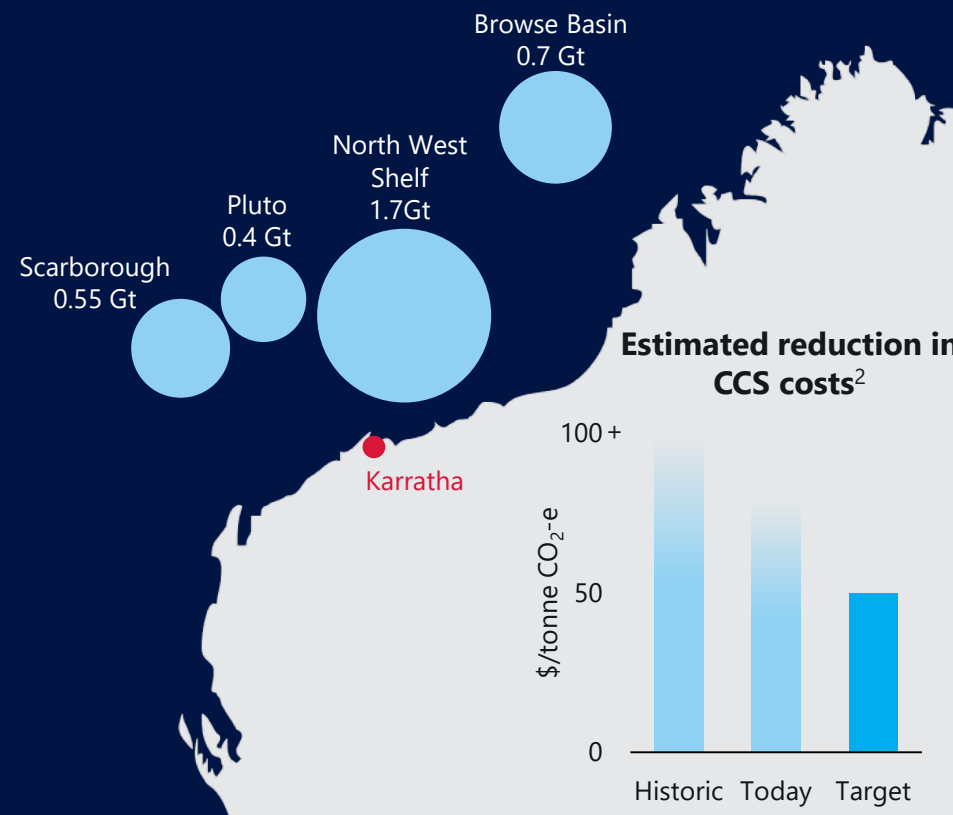 Browse Basin
0.7 Gt
North West
Shelf
1.7Gt
Pluto
0.4 Gt
Scarborough
0.55 Gt
Karratha
Estimated reduction in
CCS costs²
100 +
50
0
$/tonne CO₂-e
Historic Today Target